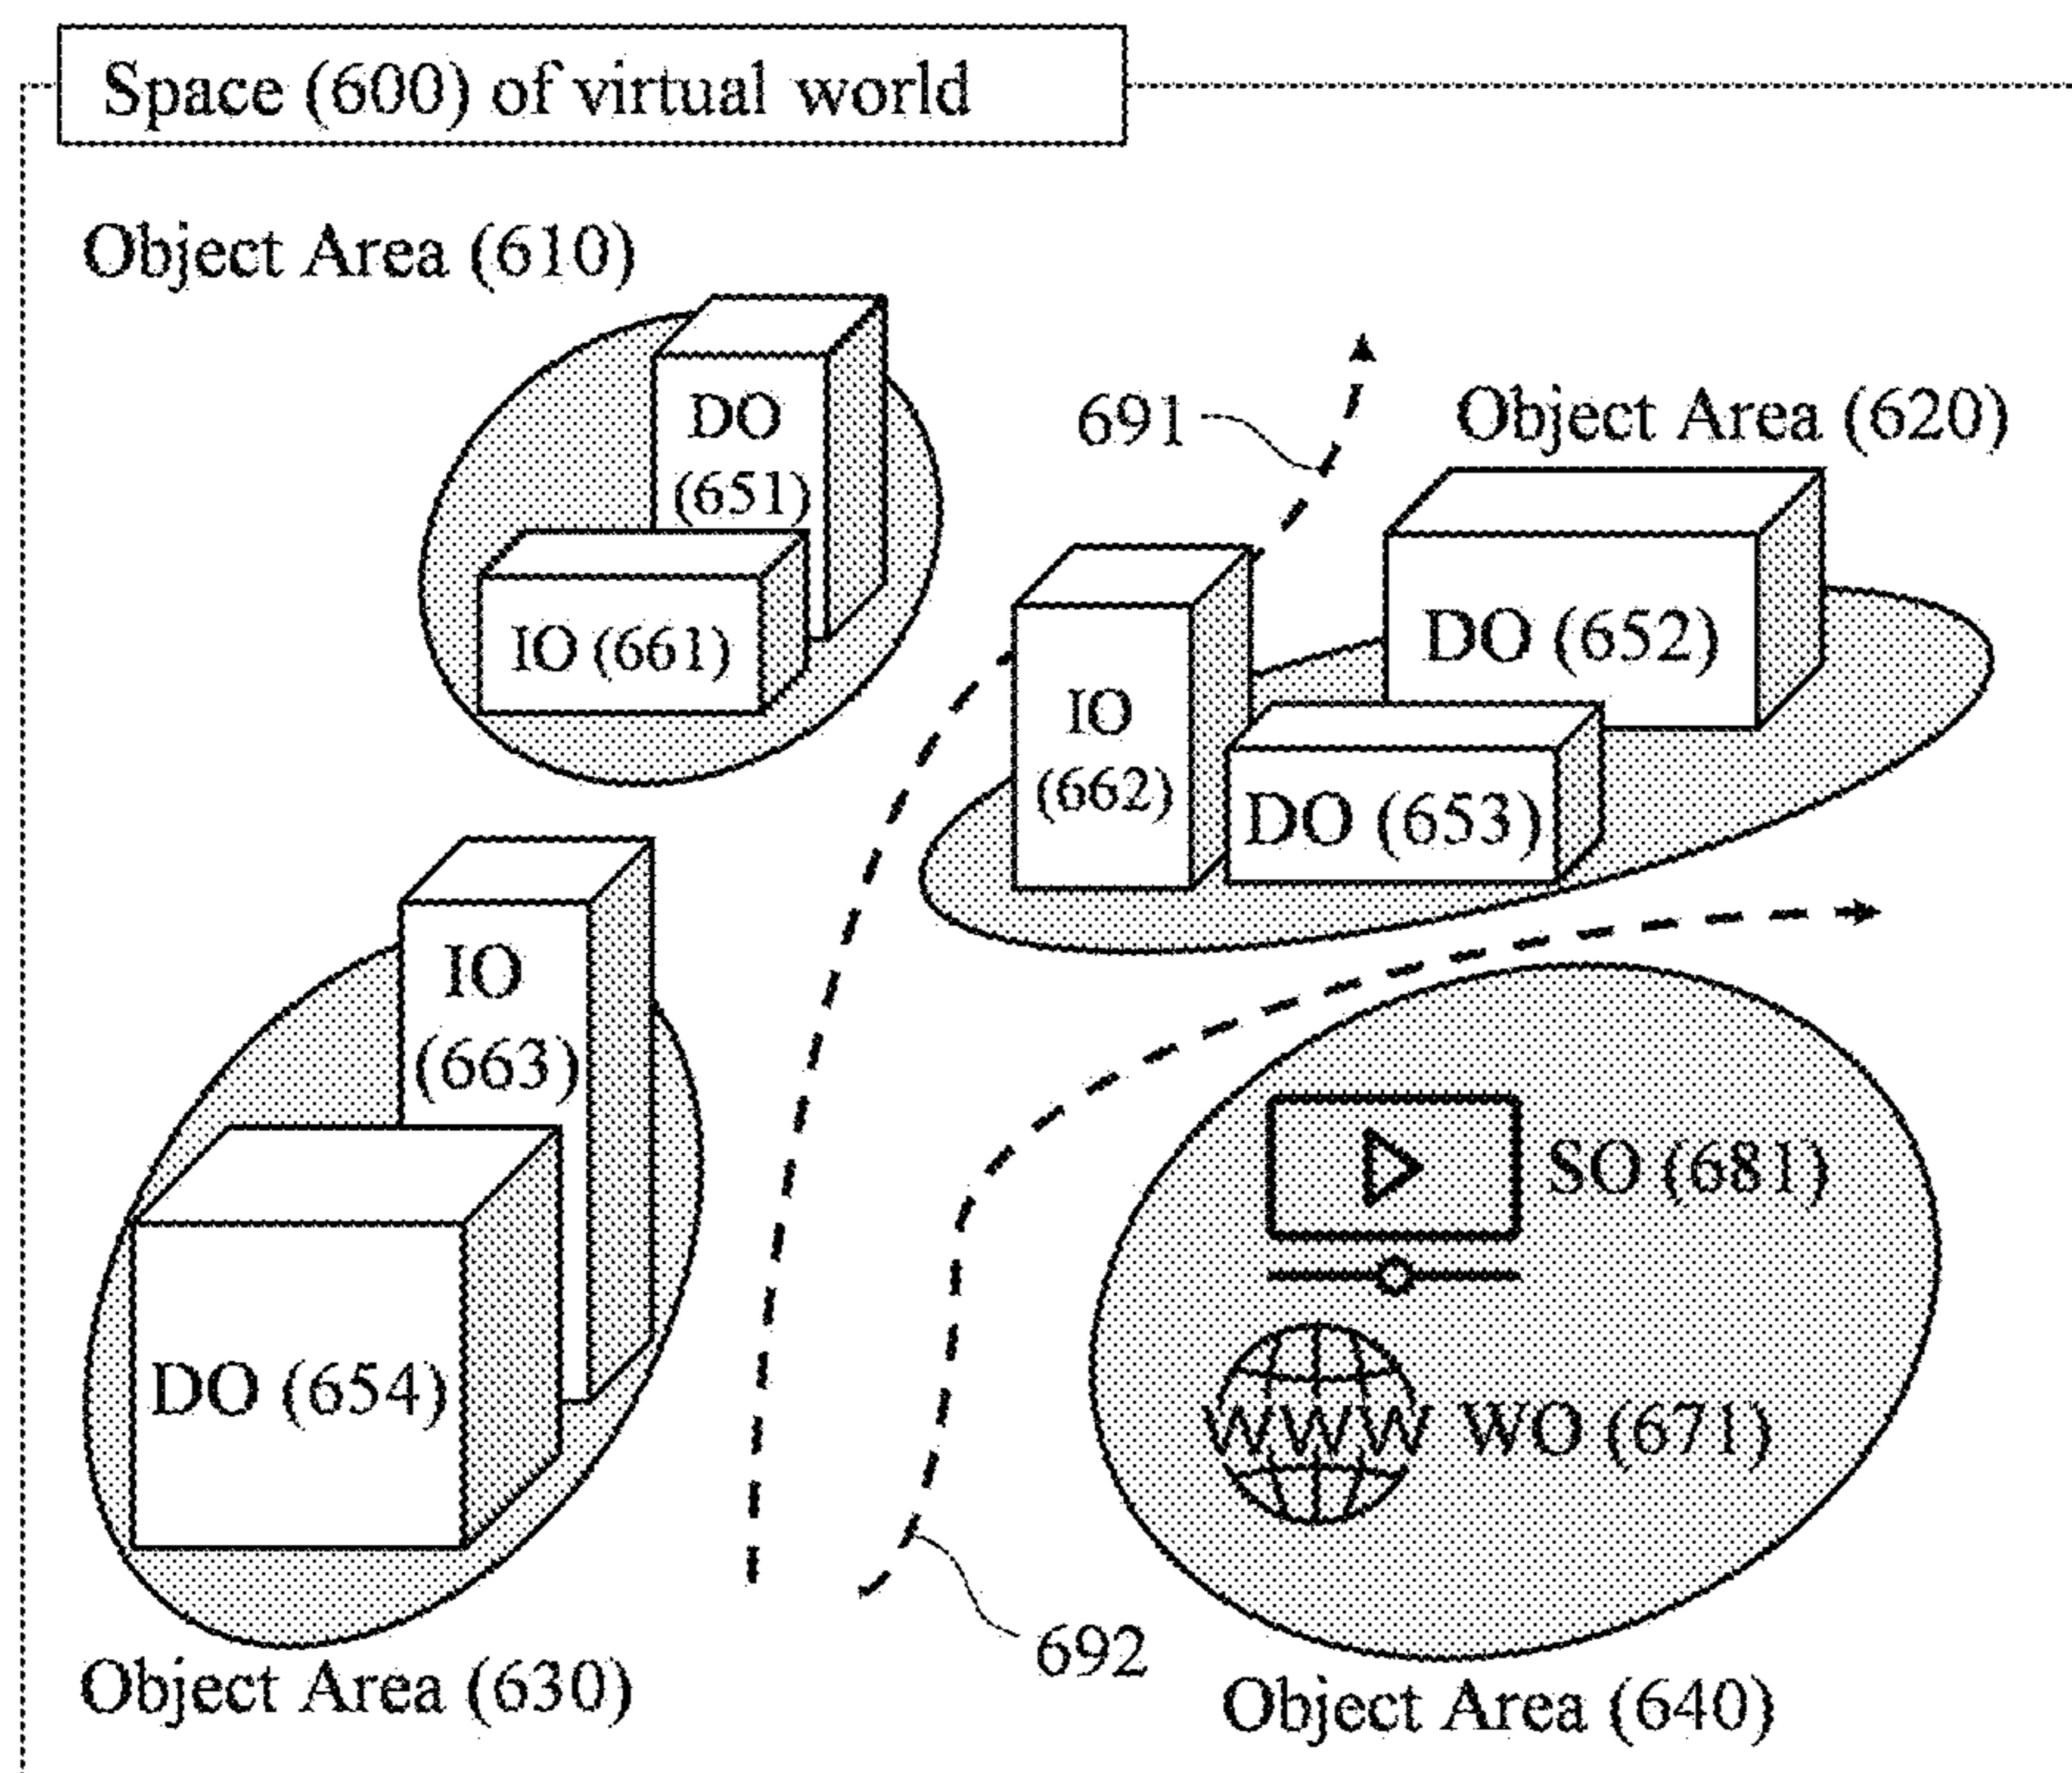 Space (600) of virtual world
Object Area (610)
DO
(651)
IO (661)
691
Object Area (620)
DO (652)
IO
(662)
DO (653)
IO
(663)
DO (654)
Object Area (630)
692
SO (681)
WWW
WO (671)
Object Area (640)